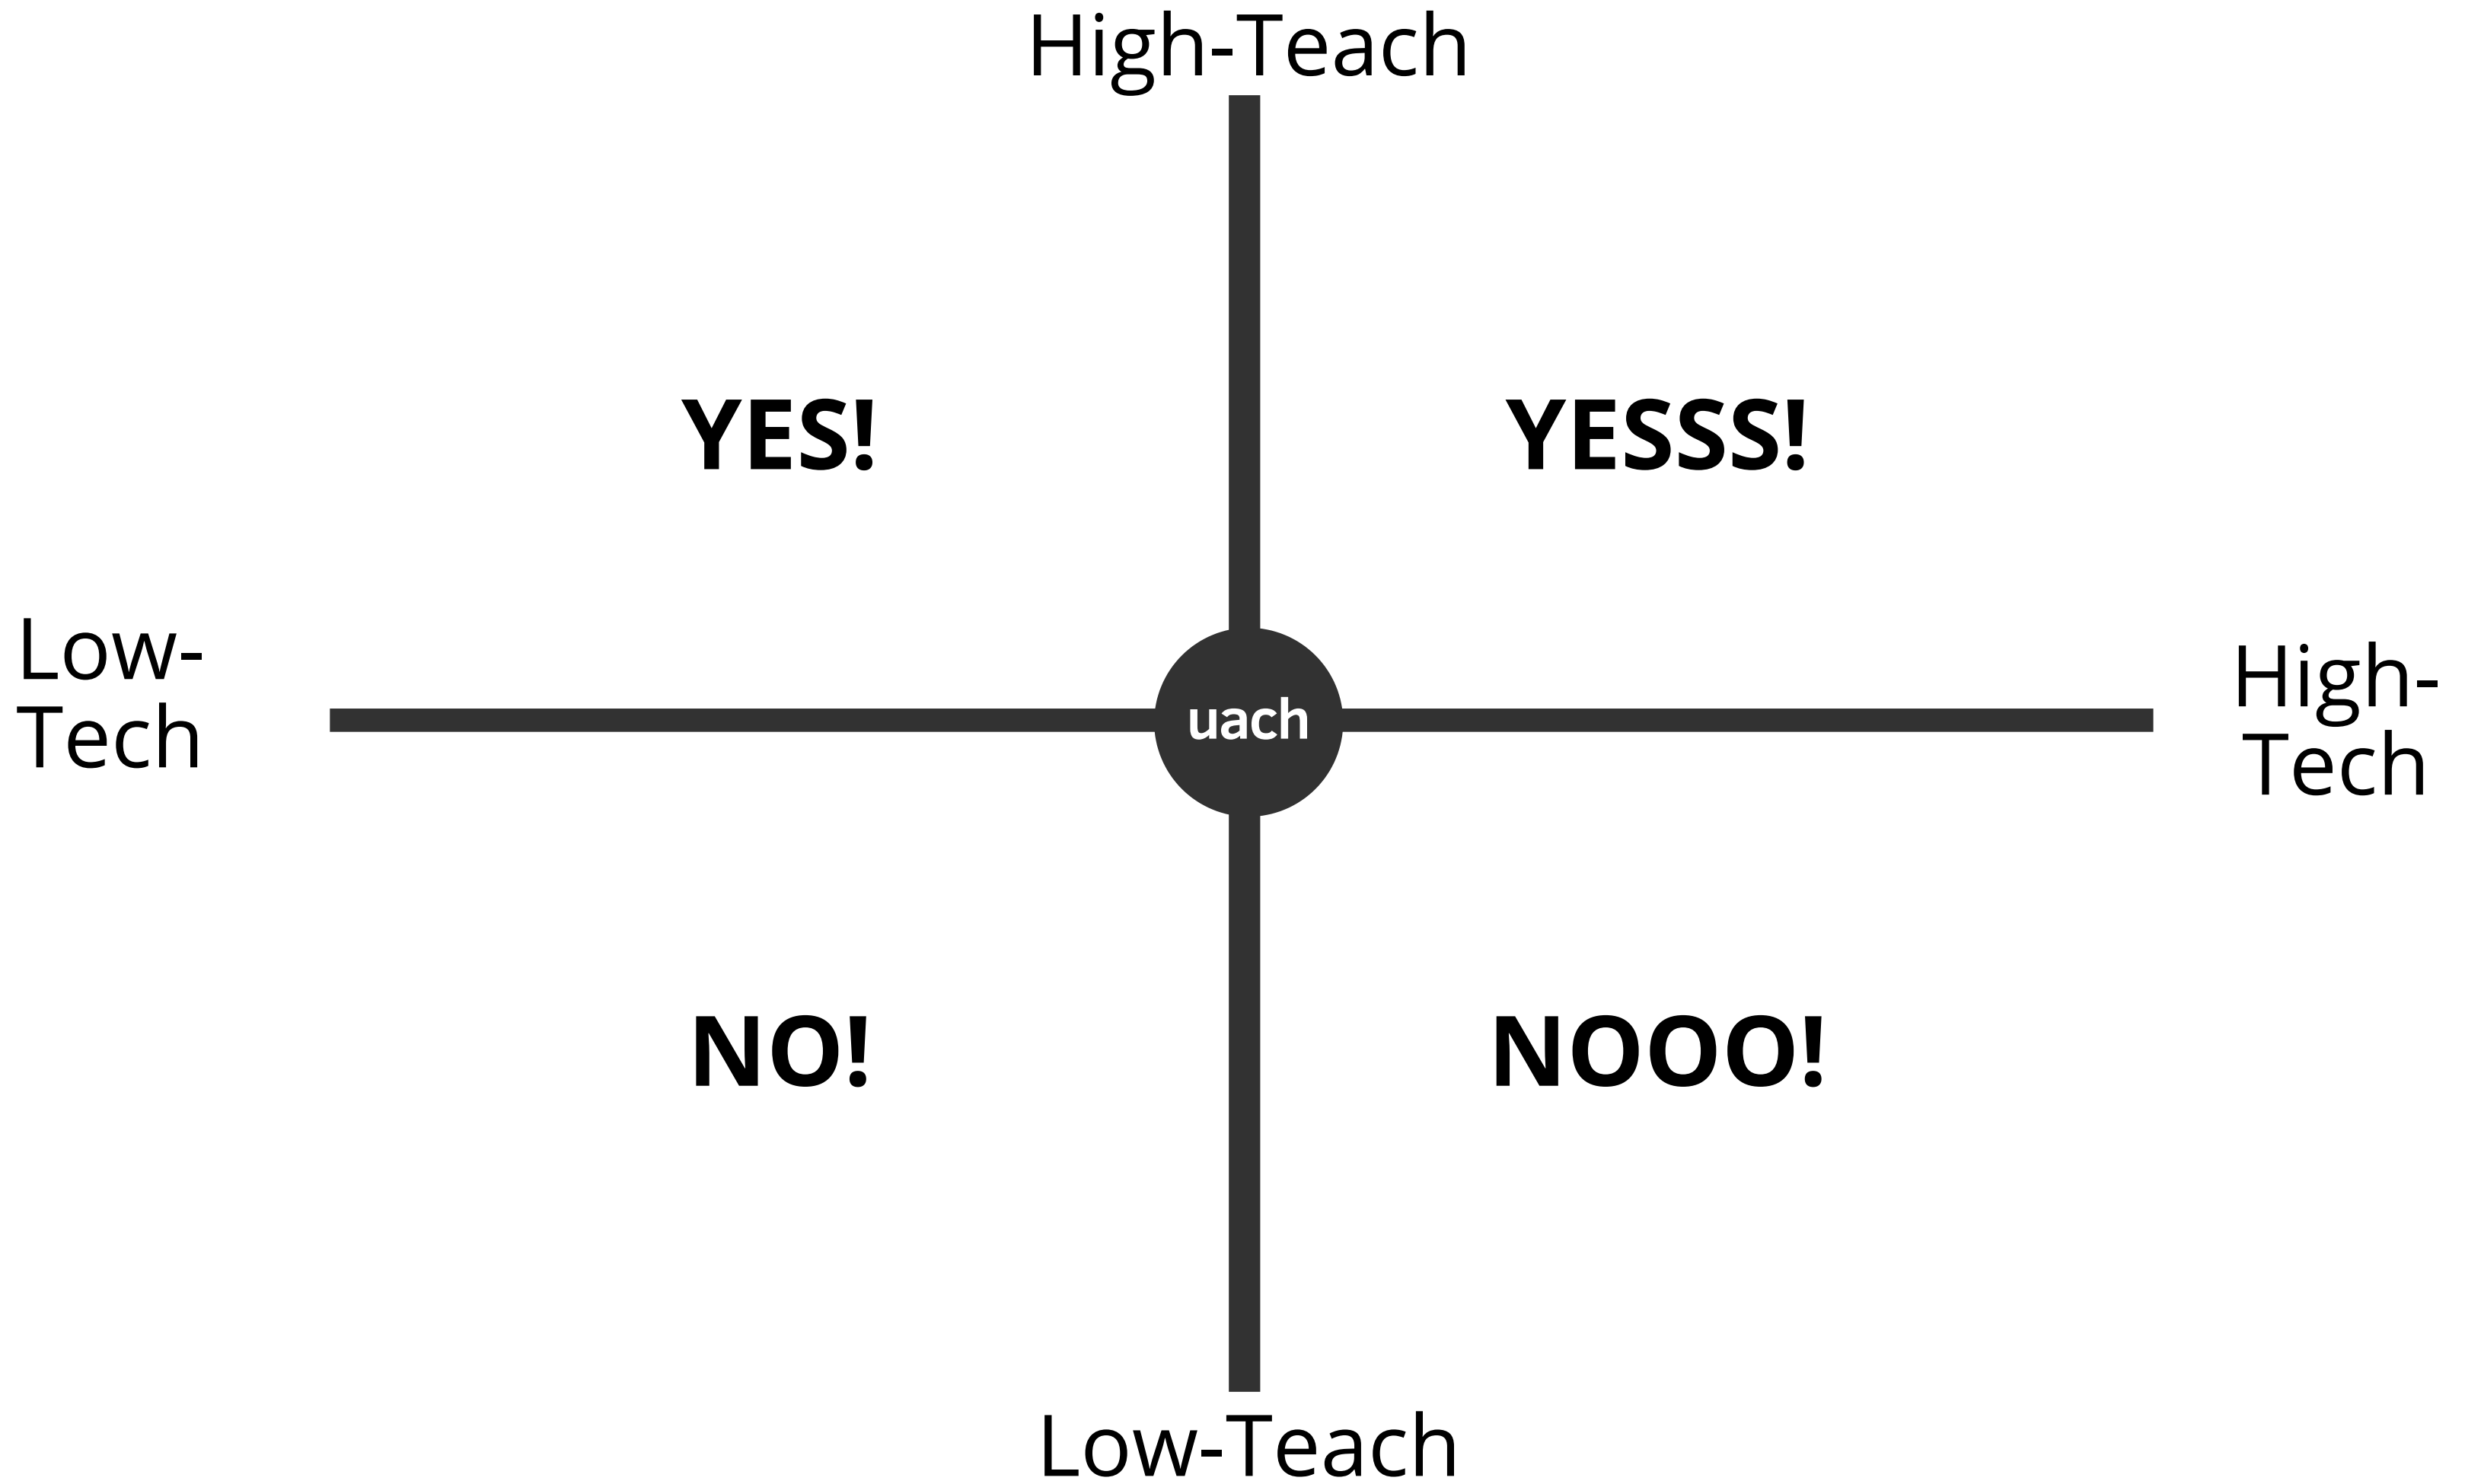 High-Teach
YES!
YESSS!
Low-
Tech
uach
High-
Tech
NO!
NOOO!
Low-Teach